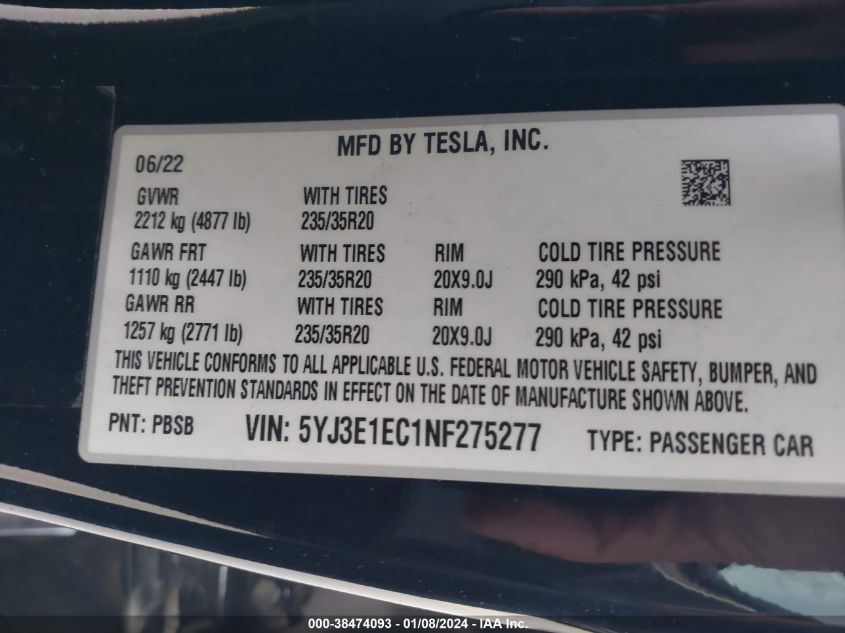 MFD BY TESLA, INC.
06/22
GVWR WITH TIRES
2212 kg (4877 lb) 235/35R20
GAWR FRT WITH TIRES RIM COLD TIRE PRESSURE
1110 kg (2447 lb) 235/35R20 20X9.0J 290 kPa, 42 psi
GAWR RR WITH TIRES RIM COLD TIRE PRESSURE
1257 kg (2771 lb) 235/35R20 20X9.0J 290 kPa, 42 psi
THIS VEHICLE CONFORMS TO ALL APPLICABLE U.S. FEDERAL MOTOR VEHICLE SAFETY, BUMPER, AND
THEFT PREVENTION STANDARDS IN EFFECT ON THE DATE OF MANUFACTURE SHOWN ABOVE.
PNT: PBSB VIN: 5YJ3E1EC1NF275277 TYPE: PASSENGER CAR
000-38474093 - 01/08/2024 - IAA Inc.